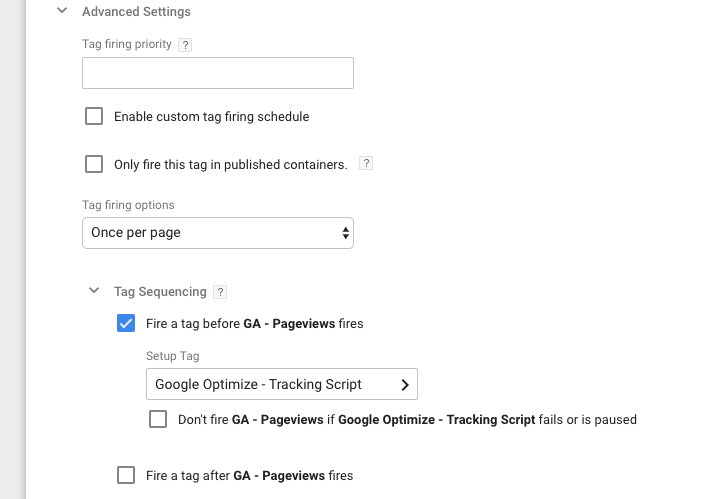 Advanced Settings
Tag firing priority ?
Enable custom tag firing schedule
Only fire this tag in published containers. ?
Tag firing options
Once per page
Tag Sequencing ?
Fire a tag before GA - Pageviews fires
Setup Tag
Google Optimize - Tracking Script
Don't fire GA - Pageviews if Google Optimize - Tracking Script fails or is paused
Fire a tag after GA - Pageviews fires